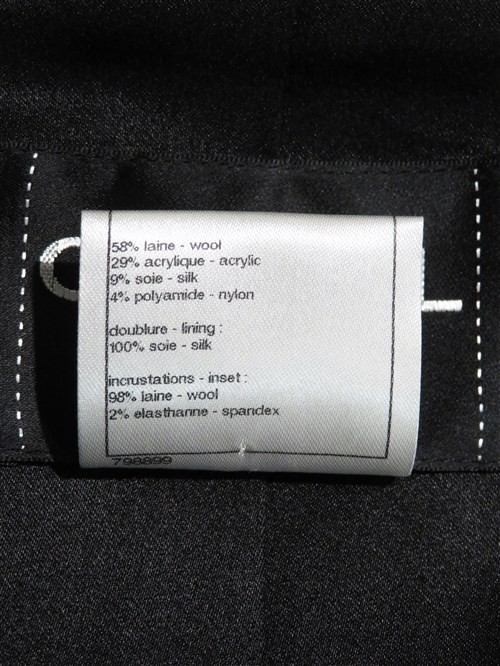 58% laine - wool
29% acrylique - acrylic
9% soie - silk
4% polyamide - nylon
doublure - lining :
100% soie - silk
incrustations - inset :
98% laine - wool
2% elasthanne - spandex
798899